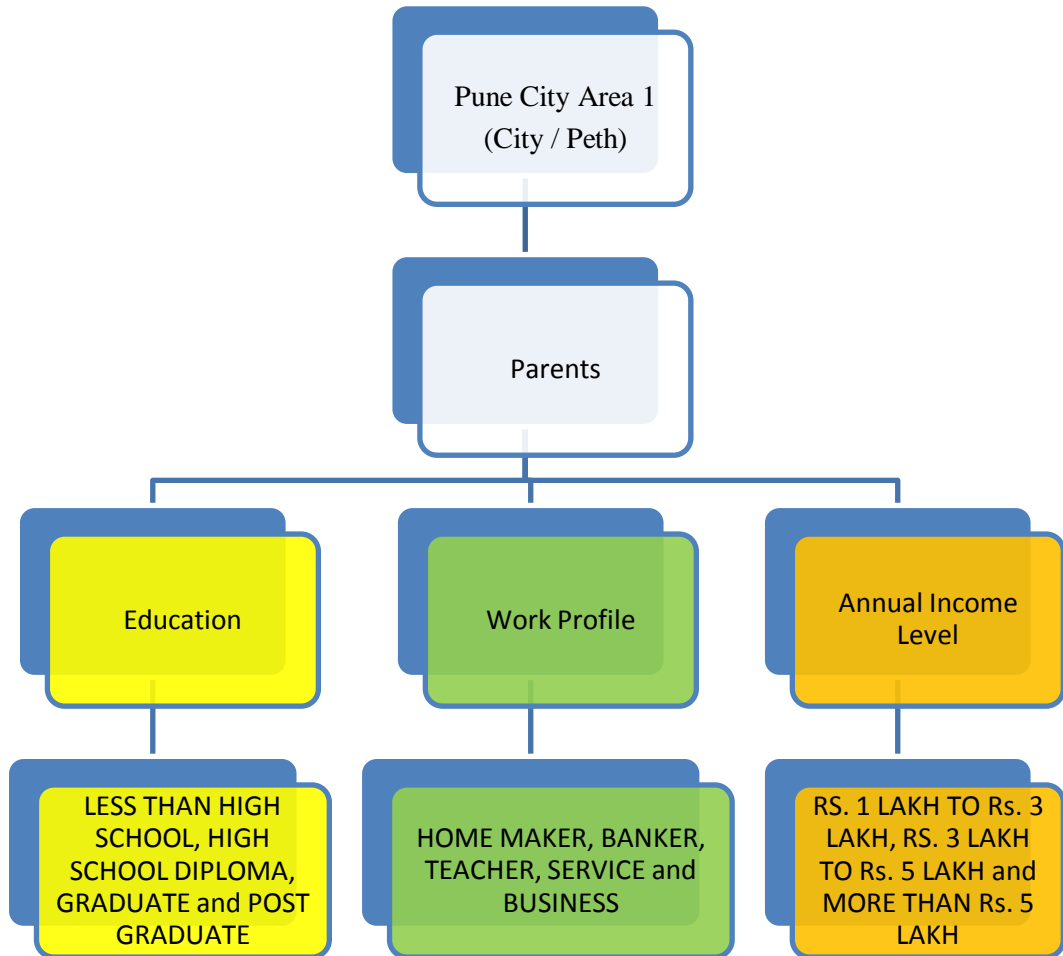 Pune City Area 1
(City / Peth)
Parents
Education
Work Profile
Annual Income
Level
LESS THAN HIGH
SCHOOL, HIGH
SCHOOL DIPLOMA,
GRADUATE and POST
GRADUATE
HOME MAKER, BANKER,
TEACHER, SERVICE and
BUSINESS
RS. 1 LAKH TO Rs. 3
LAKH, RS. 3 LAKH
TO Rs. 5 LAKH and
MORE THAN Rs. 5
LAKH